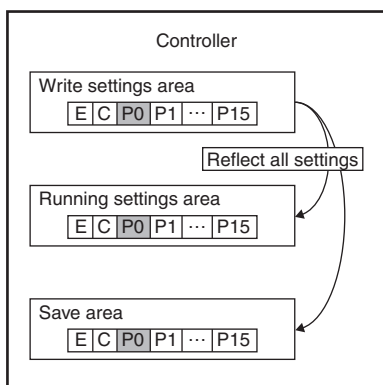 Controller
Write settings area
E C P0 P1 ··· P15
Reflect all settings
Running settings area
E C P0 P1 ··· P15
Save area
E C P0 P1 ··· P15